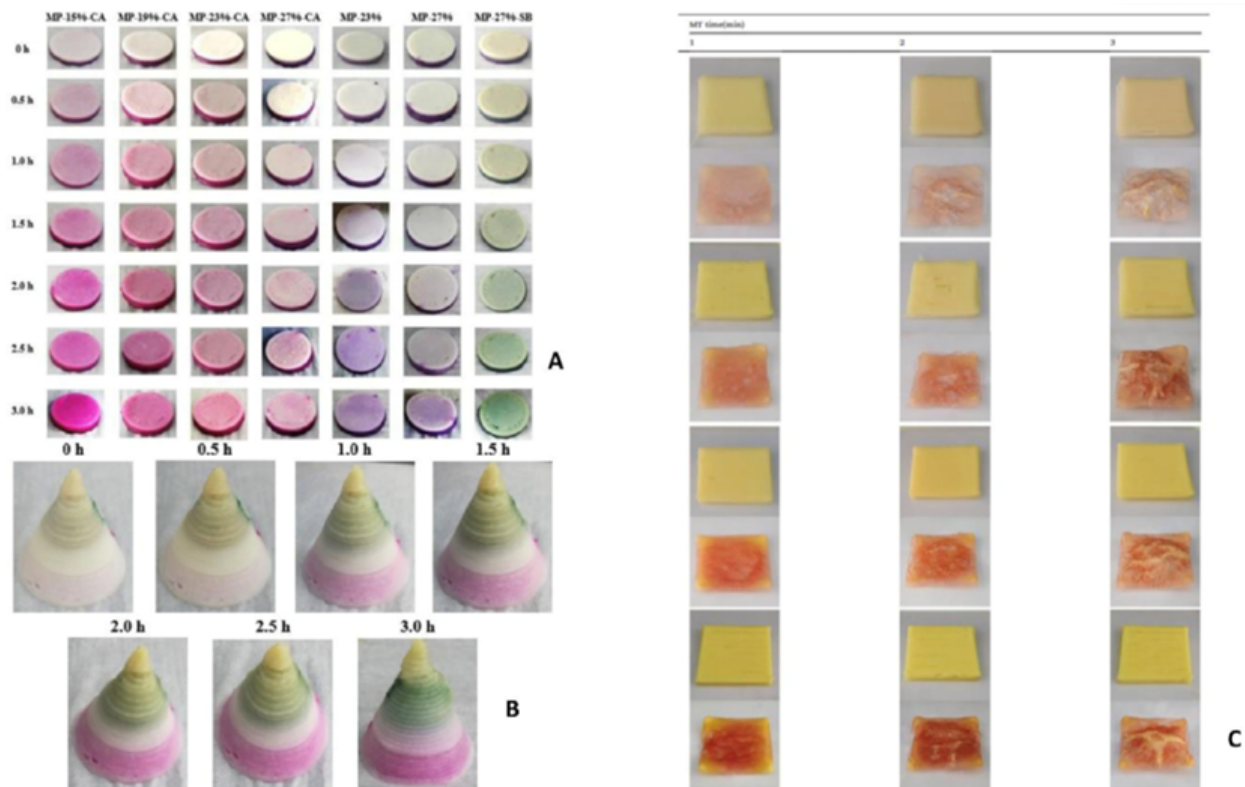 MP-15%-CA MP-19%-CA MP-23%-CA MP-27%-CA MP-23% MP-27% MP-27%-SB
0 h
0.5 h
1.0 h
1.5 h
2.0 h
2.5 h
3.0 h
A
0 h 0.5 h 1.0 h 1.5 h
2.0 h 2.5 h 3.0 h
B
MT time(min)
1 2 3
C